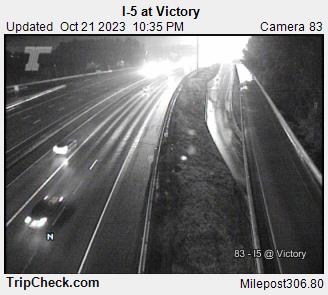 I-5 at Victory
Updated Oct 21 2023 10:35 PM Camera 83
T
N
83 - I5 @ Victory
TripCheck.com Milepost306.80